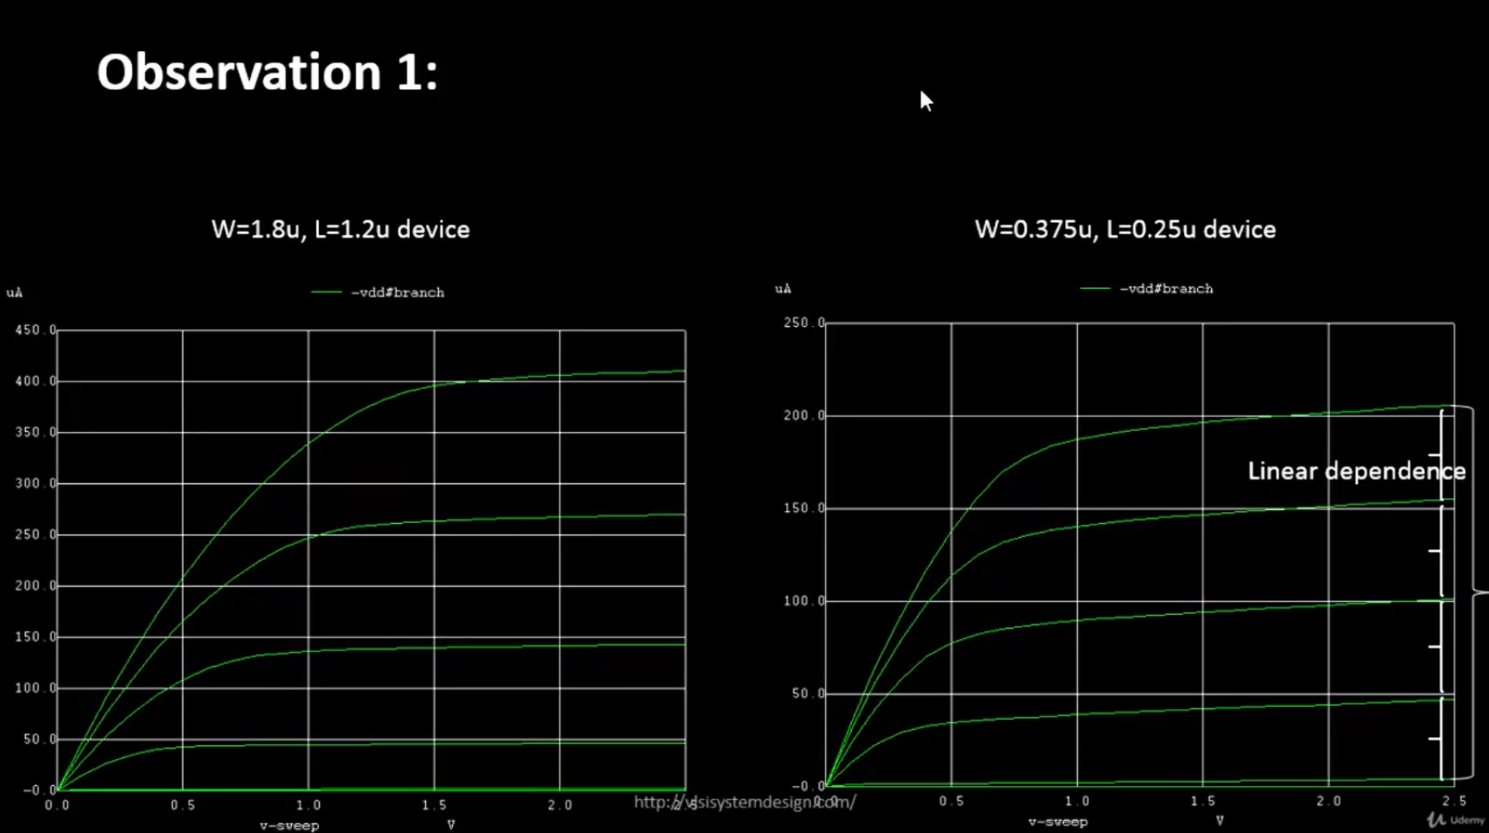 Observation 1:
W=1.8u, L=1.2u device
uA
-vdd#branch
450.0
400.0
350.0
300.0
250.0
200.0
150.0
100.0
50.0
-0.0
0.0 0.5 1.0 1.5 2.0
v-sweep V
W=0.375u, L=0.25u device
uA
-vdd#branch
250.0
200.0
Linear dependence
150.0
100.0
50.0
-0.0
0.0 0.5 1.0 1.5 2.0 2.5
v-sweep V
http://vlsisystemdesign.com/
Udemy